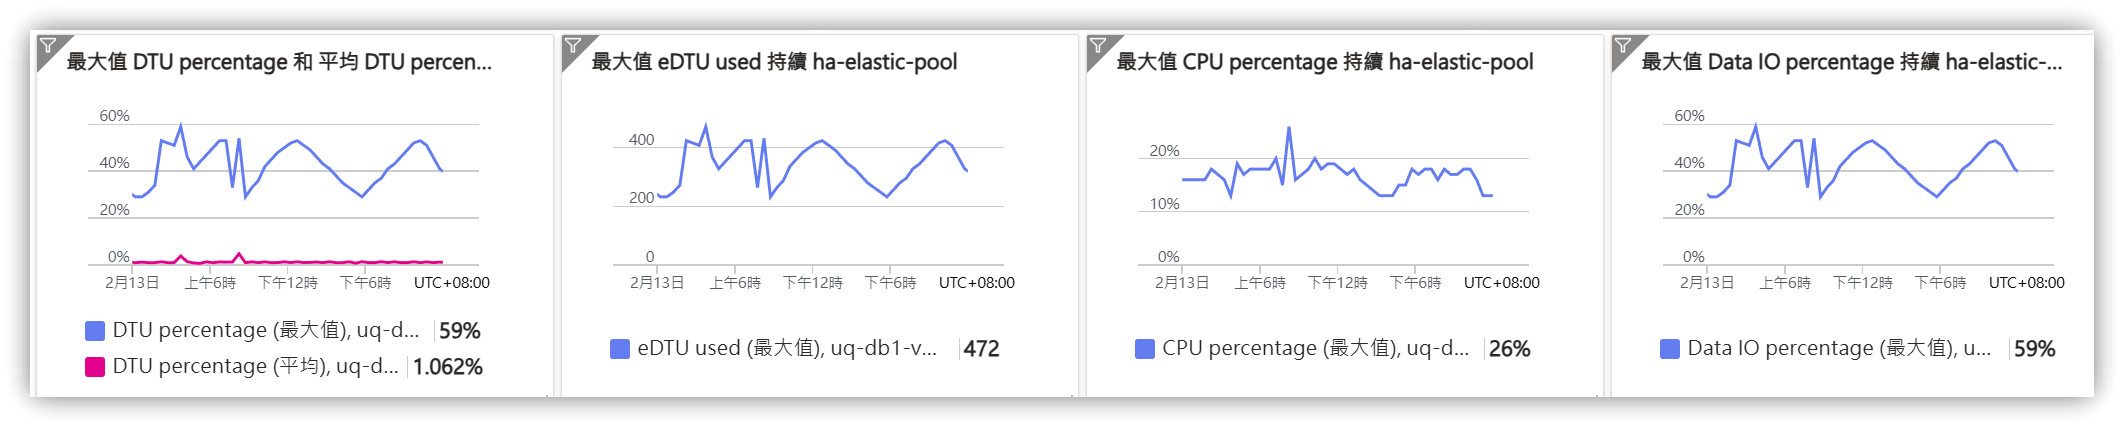 最大值 DTU percentage 和 平均 DTU percen...
60%
40%
20%
0%
2月13日 上午6時 下午12時 下午6時 UTC+08:00
DTU percentage (最大值), uq-d... 59%
DTU percentage (平均), uq-d... 1.062%
最大值 eDTU used 持續 ha-elastic-pool
400
200
0
2月13日 上午6時 下午12時 下午6時 UTC+08:00
eDTU used (最大值), uq-db1-v... 472
最大值 CPU percentage 持續 ha-elastic-pool
20%
10%
0%
2月13日 上午6時 下午12時 下午6時 UTC+08:00
CPU percentage (最大值), uq-d... 26%
最大值 Data IO percentage 持續 ha-elastic-...
60%
40%
20%
0%
2月13日 上午6時 下午12時 下午6時 UTC+08:00
Data IO percentage (最大值), u... 59%